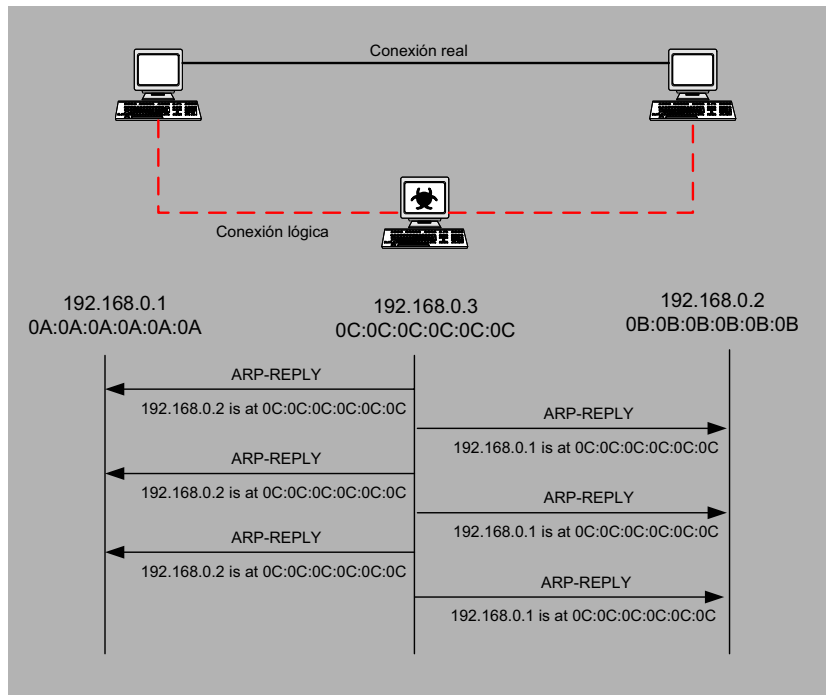 Conexión real
Conexión lógica
192.168.0.1
0A:0A:0A:0A:0A:0A
192.168.0.3
0C:0C:0C:0C:0C:0C
192.168.0.2
0B:0B:0B:0B:0B:0B
ARP-REPLY
192.168.0.2 is at 0C:0C:0C:0C:0C:0C
ARP-REPLY
192.168.0.1 is at 0C:0C:0C:0C:0C:0C
ARP-REPLY
192.168.0.2 is at 0C:0C:0C:0C:0C:0C
ARP-REPLY
192.168.0.1 is at 0C:0C:0C:0C:0C:0C
ARP-REPLY
192.168.0.2 is at 0C:0C:0C:0C:0C:0C
ARP-REPLY
192.168.0.1 is at 0C:0C:0C:0C:0C:0C